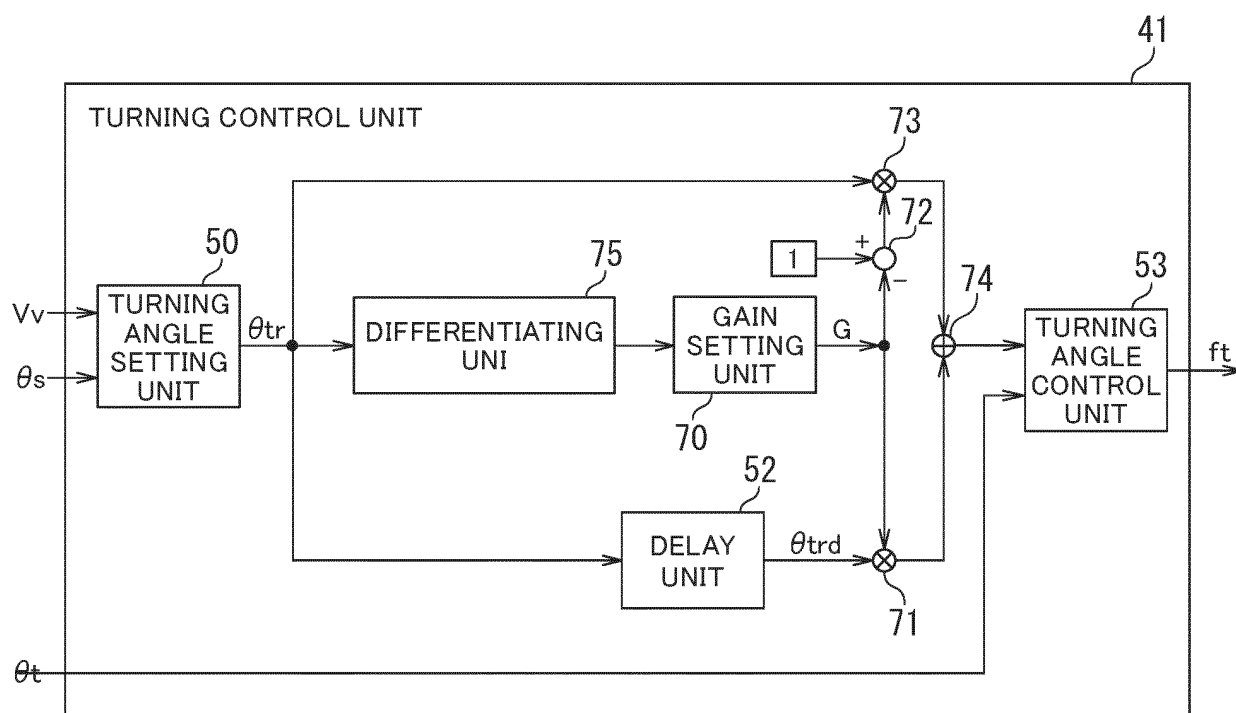 41
TURNING CONTROL UNIT
73
72
+
1
−
50
75
74
53
Vv
θs
TURNING
ANGLE
SETTING
UNIT
θtr
DIFFERENTIATING
UNI
GAIN
SETTING
UNIT
G
TURNING
ANGLE
CONTROL
UNIT
ft
70
52
DELAY
UNIT
θtrd
71
θt